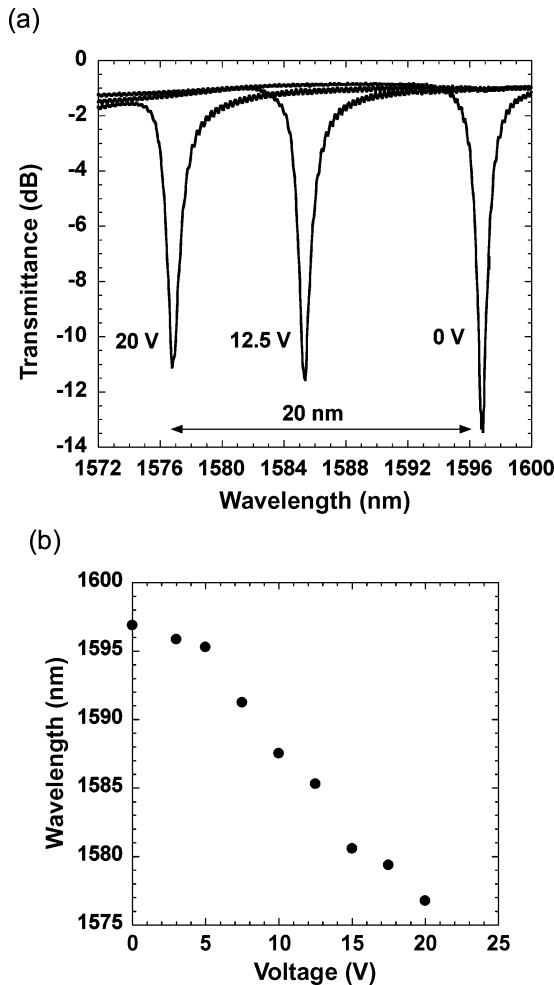 (a)
0
-2
-4
-6
-8
-10
-12
-14
Transmittance (dB)
20 V
12.5 V
0 V
20 nm
1572 1576 1580 1584 1588 1592 1596 1600
Wavelength (nm)
(b)
1600
1595
1590
1585
1580
1575
Wavelength (nm)
0 5 10 15 20 25
Voltage (V)